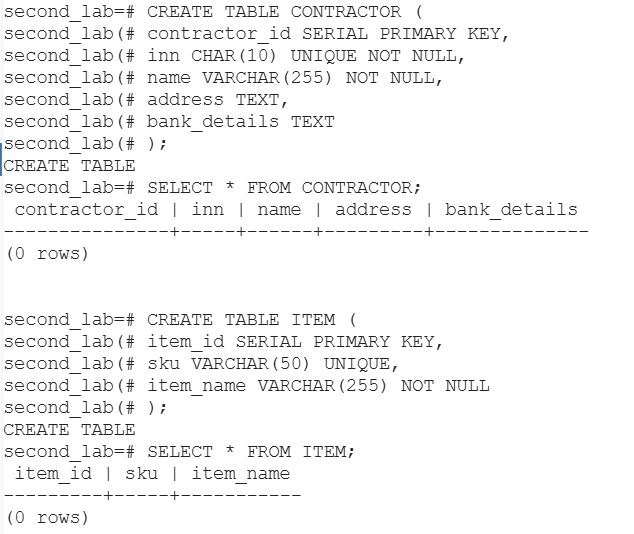 second_lab=# CREATE TABLE CONTRACTOR (
second_lab(# contractor_id SERIAL PRIMARY KEY,
second_lab(# inn CHAR(10) UNIQUE NOT NULL,
second_lab(# name VARCHAR(255) NOT NULL,
second_lab(# address TEXT,
second_lab(# bank_details TEXT
second_lab(# );
CREATE TABLE
second_lab=# SELECT * FROM CONTRACTOR;
 contractor_id | inn | name | address | bank_details
---------------+-----+------+---------+--------------
(0 rows)
second_lab=# CREATE TABLE ITEM (
second_lab(# item_id SERIAL PRIMARY KEY,
second_lab(# sku VARCHAR(50) UNIQUE,
second_lab(# item_name VARCHAR(255) NOT NULL
second_lab(# );
CREATE TABLE
second_lab=# SELECT * FROM ITEM;
 item_id | sku | item_name
---------+-----+-----------
(0 rows)